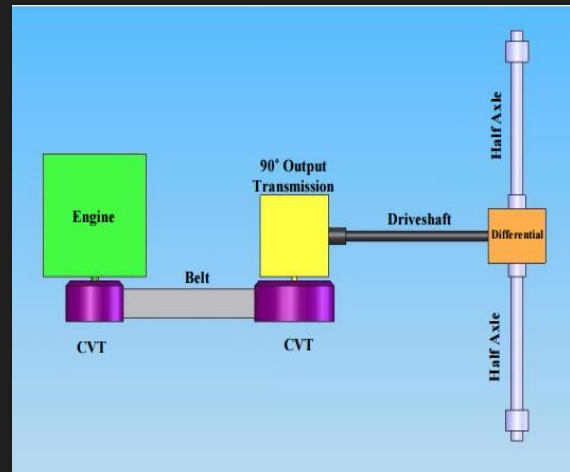 Engine
90° Output
Transmission
Belt
CVT
CVT
Driveshaft
Differential
Half Axle
Half Axle